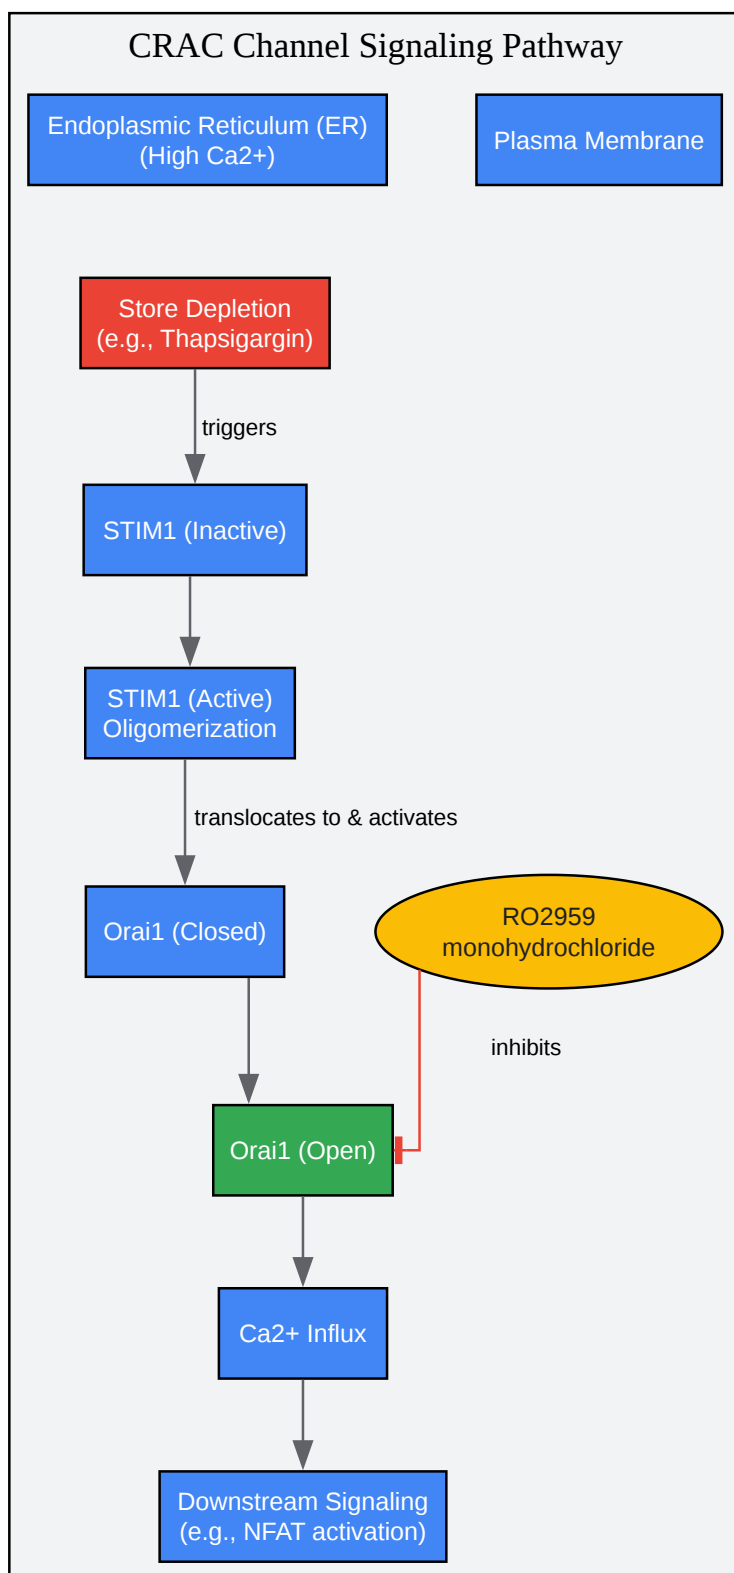 CRAC Channel Signaling Pathway
Endoplasmic Reticulum (ER)
(High Ca2+)
Plasma Membrane
Store Depletion
(e.g., Thapsigargin)
triggers
STIM1 (Inactive)
STIM1 (Active)
Oligomerization
translocates to & activates
Orai1 (Closed)
RO2959
monohydrochloride
inhibits
Orai1 (Open)
Ca2+ Influx
Downstream Signaling
(e.g., NFAT activation)